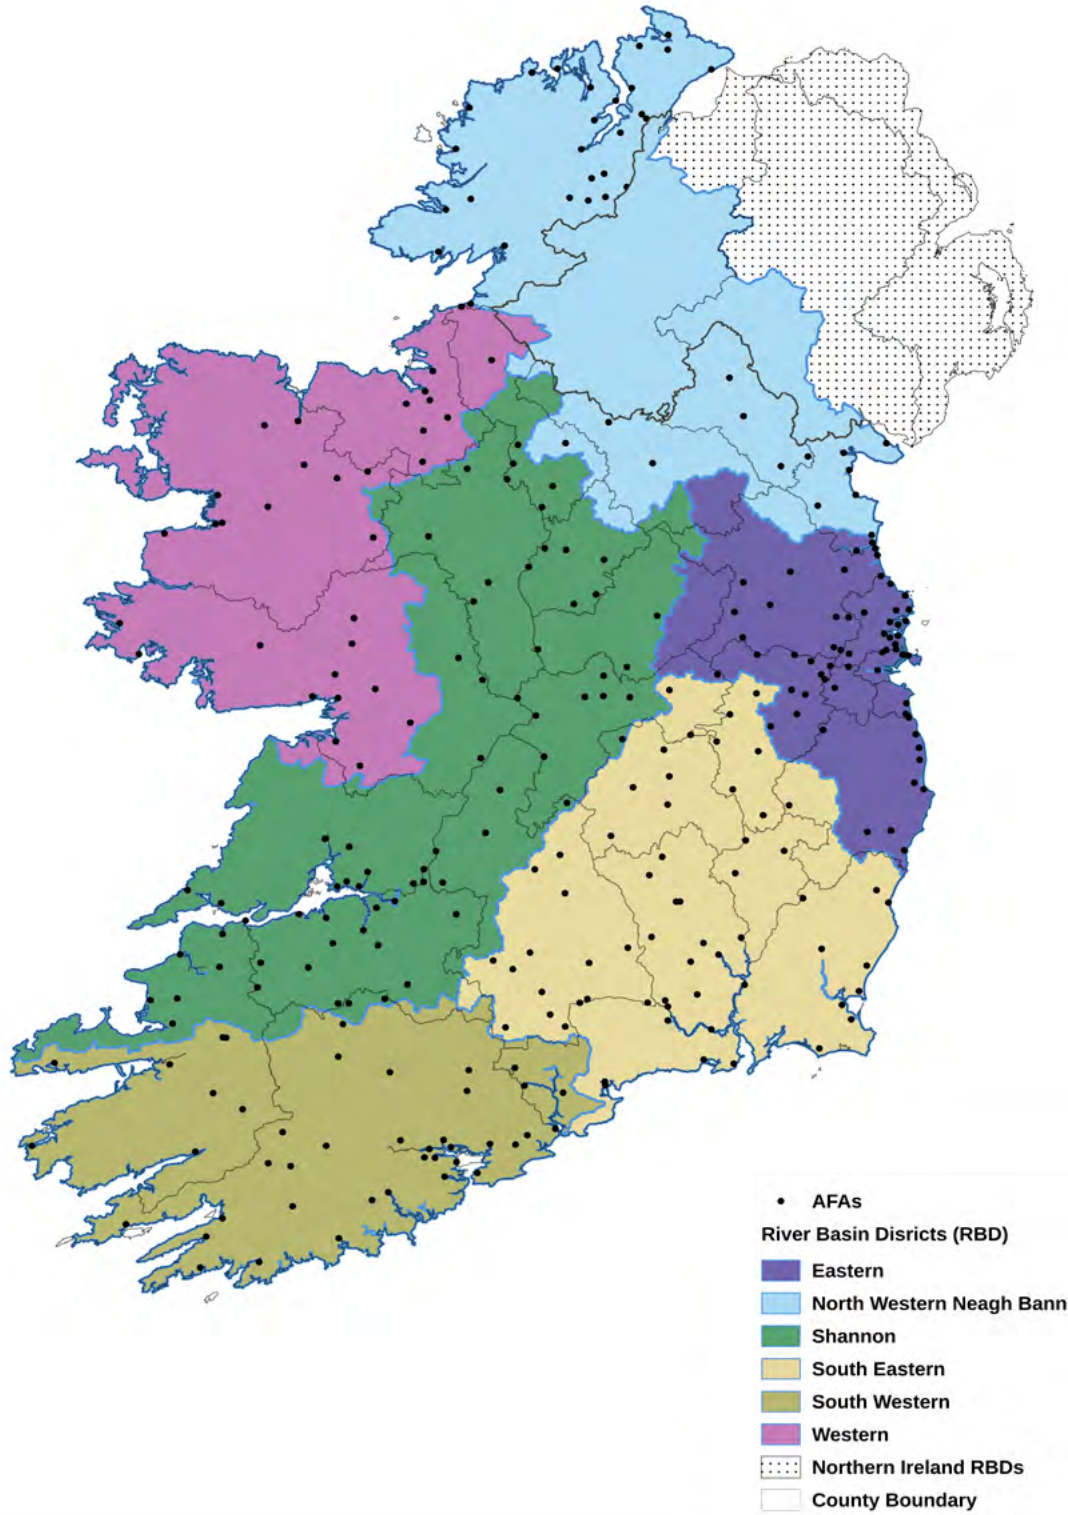 AFAs
River Basin Disricts (RBD)
Eastern
North Western Neagh Bann
Shannon
South Eastern
South Western
Western
Northern Ireland RBDs
County Boundary